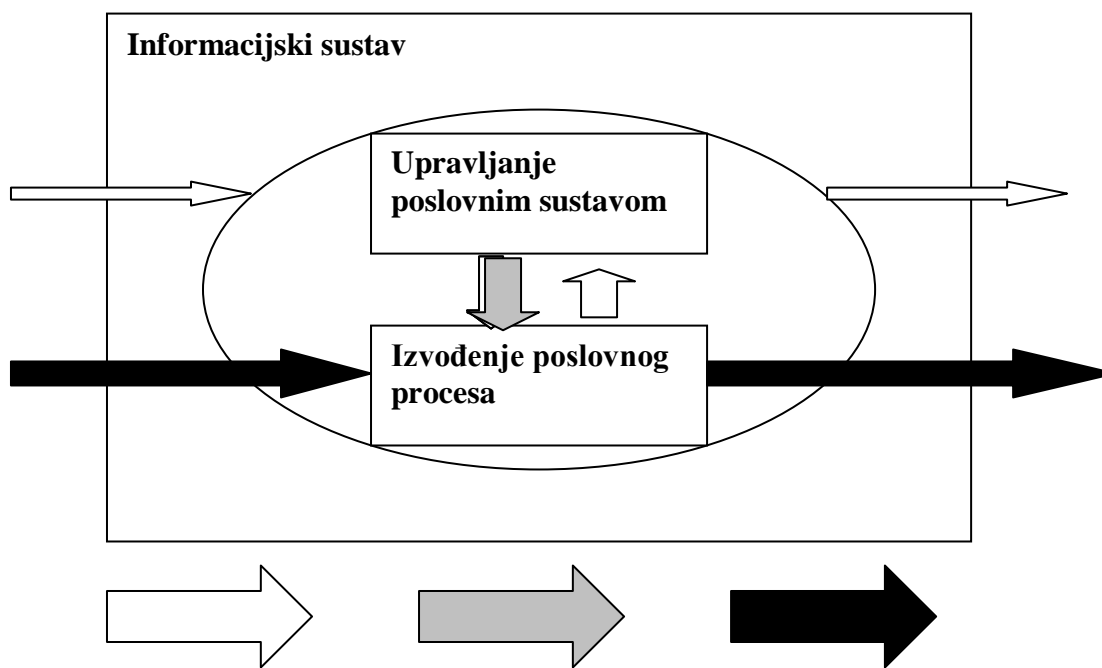 Informacijski sustav
Upravljanje
poslovnim sustavom
Izvođenje poslovnog
procesa